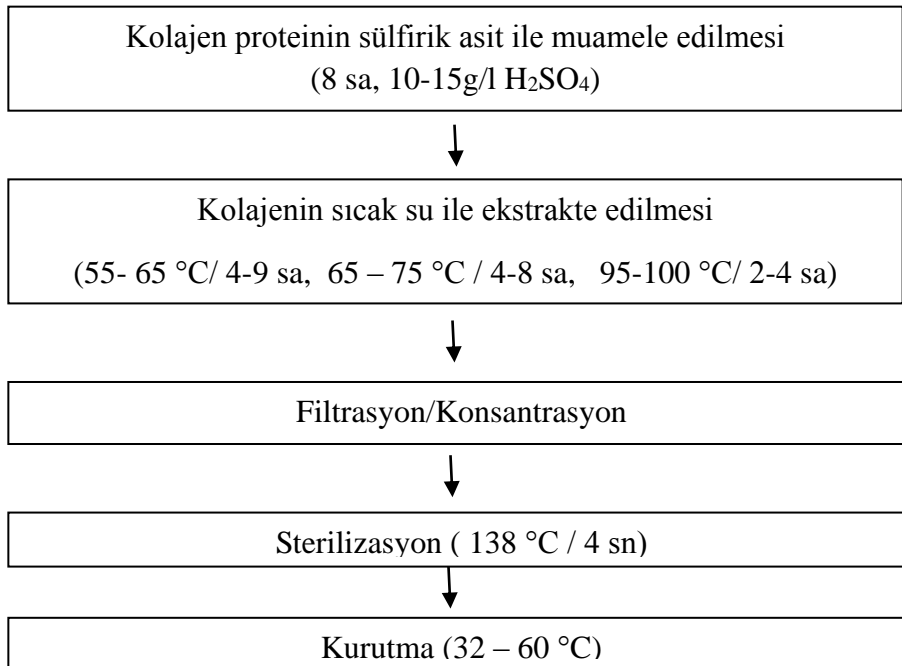 Kolajen proteinin sülfirik asit ile muamele edilmesi
(8 sa, 10-15g/l H₂SO₄)
Kolajenin sıcak su ile ekstrakte edilmesi
(55- 65 °C/ 4-9 sa, 65 – 75 °C / 4-8 sa, 95-100 °C/ 2-4 sa)
Filtrasyon/Konsantrasyon
Sterilizasyon ( 138 °C / 4 sn)
Kurutma (32 – 60 °C)